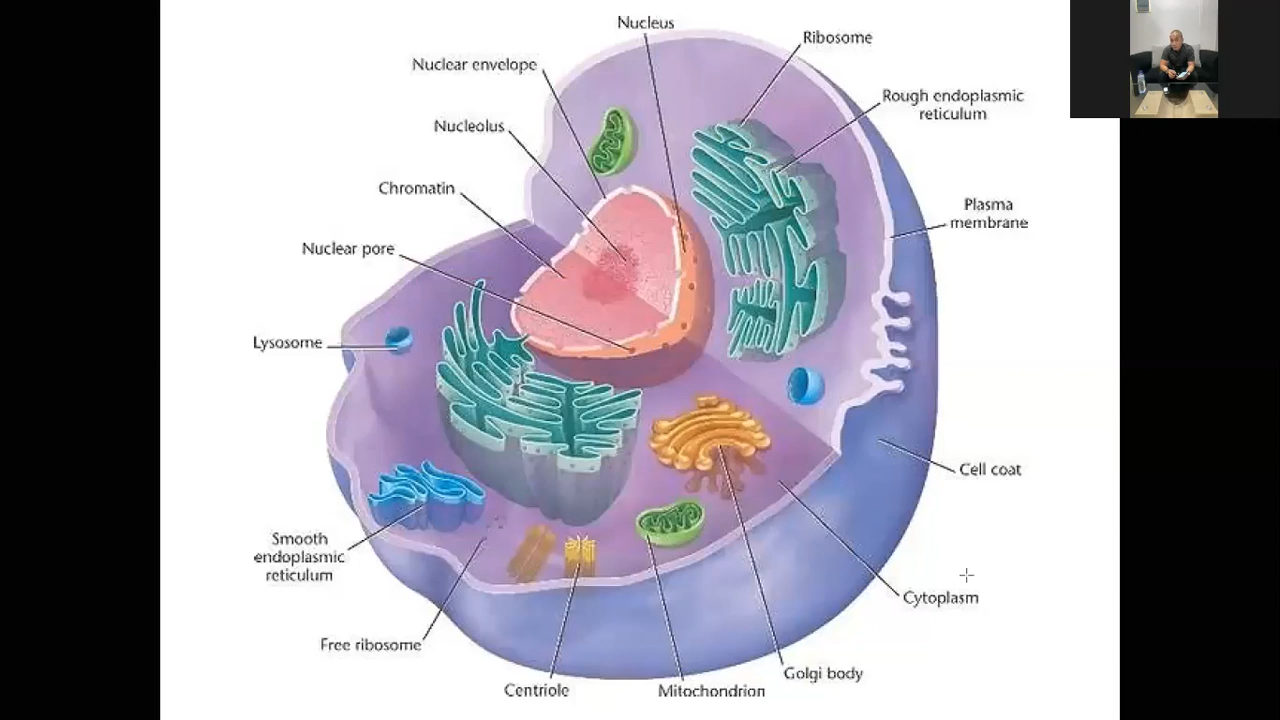 Nucleus
Ribosome
Nuclear envelope
Rough endoplasmic
reticulum
Nucleolus
Chromatin
Plasma
membrane
Nuclear pore
Lysosome
Cell coat
Smooth
endoplasmic
reticulum
Cytoplasm
Free ribosome
Golgi body
Centriole
Mitochondrion